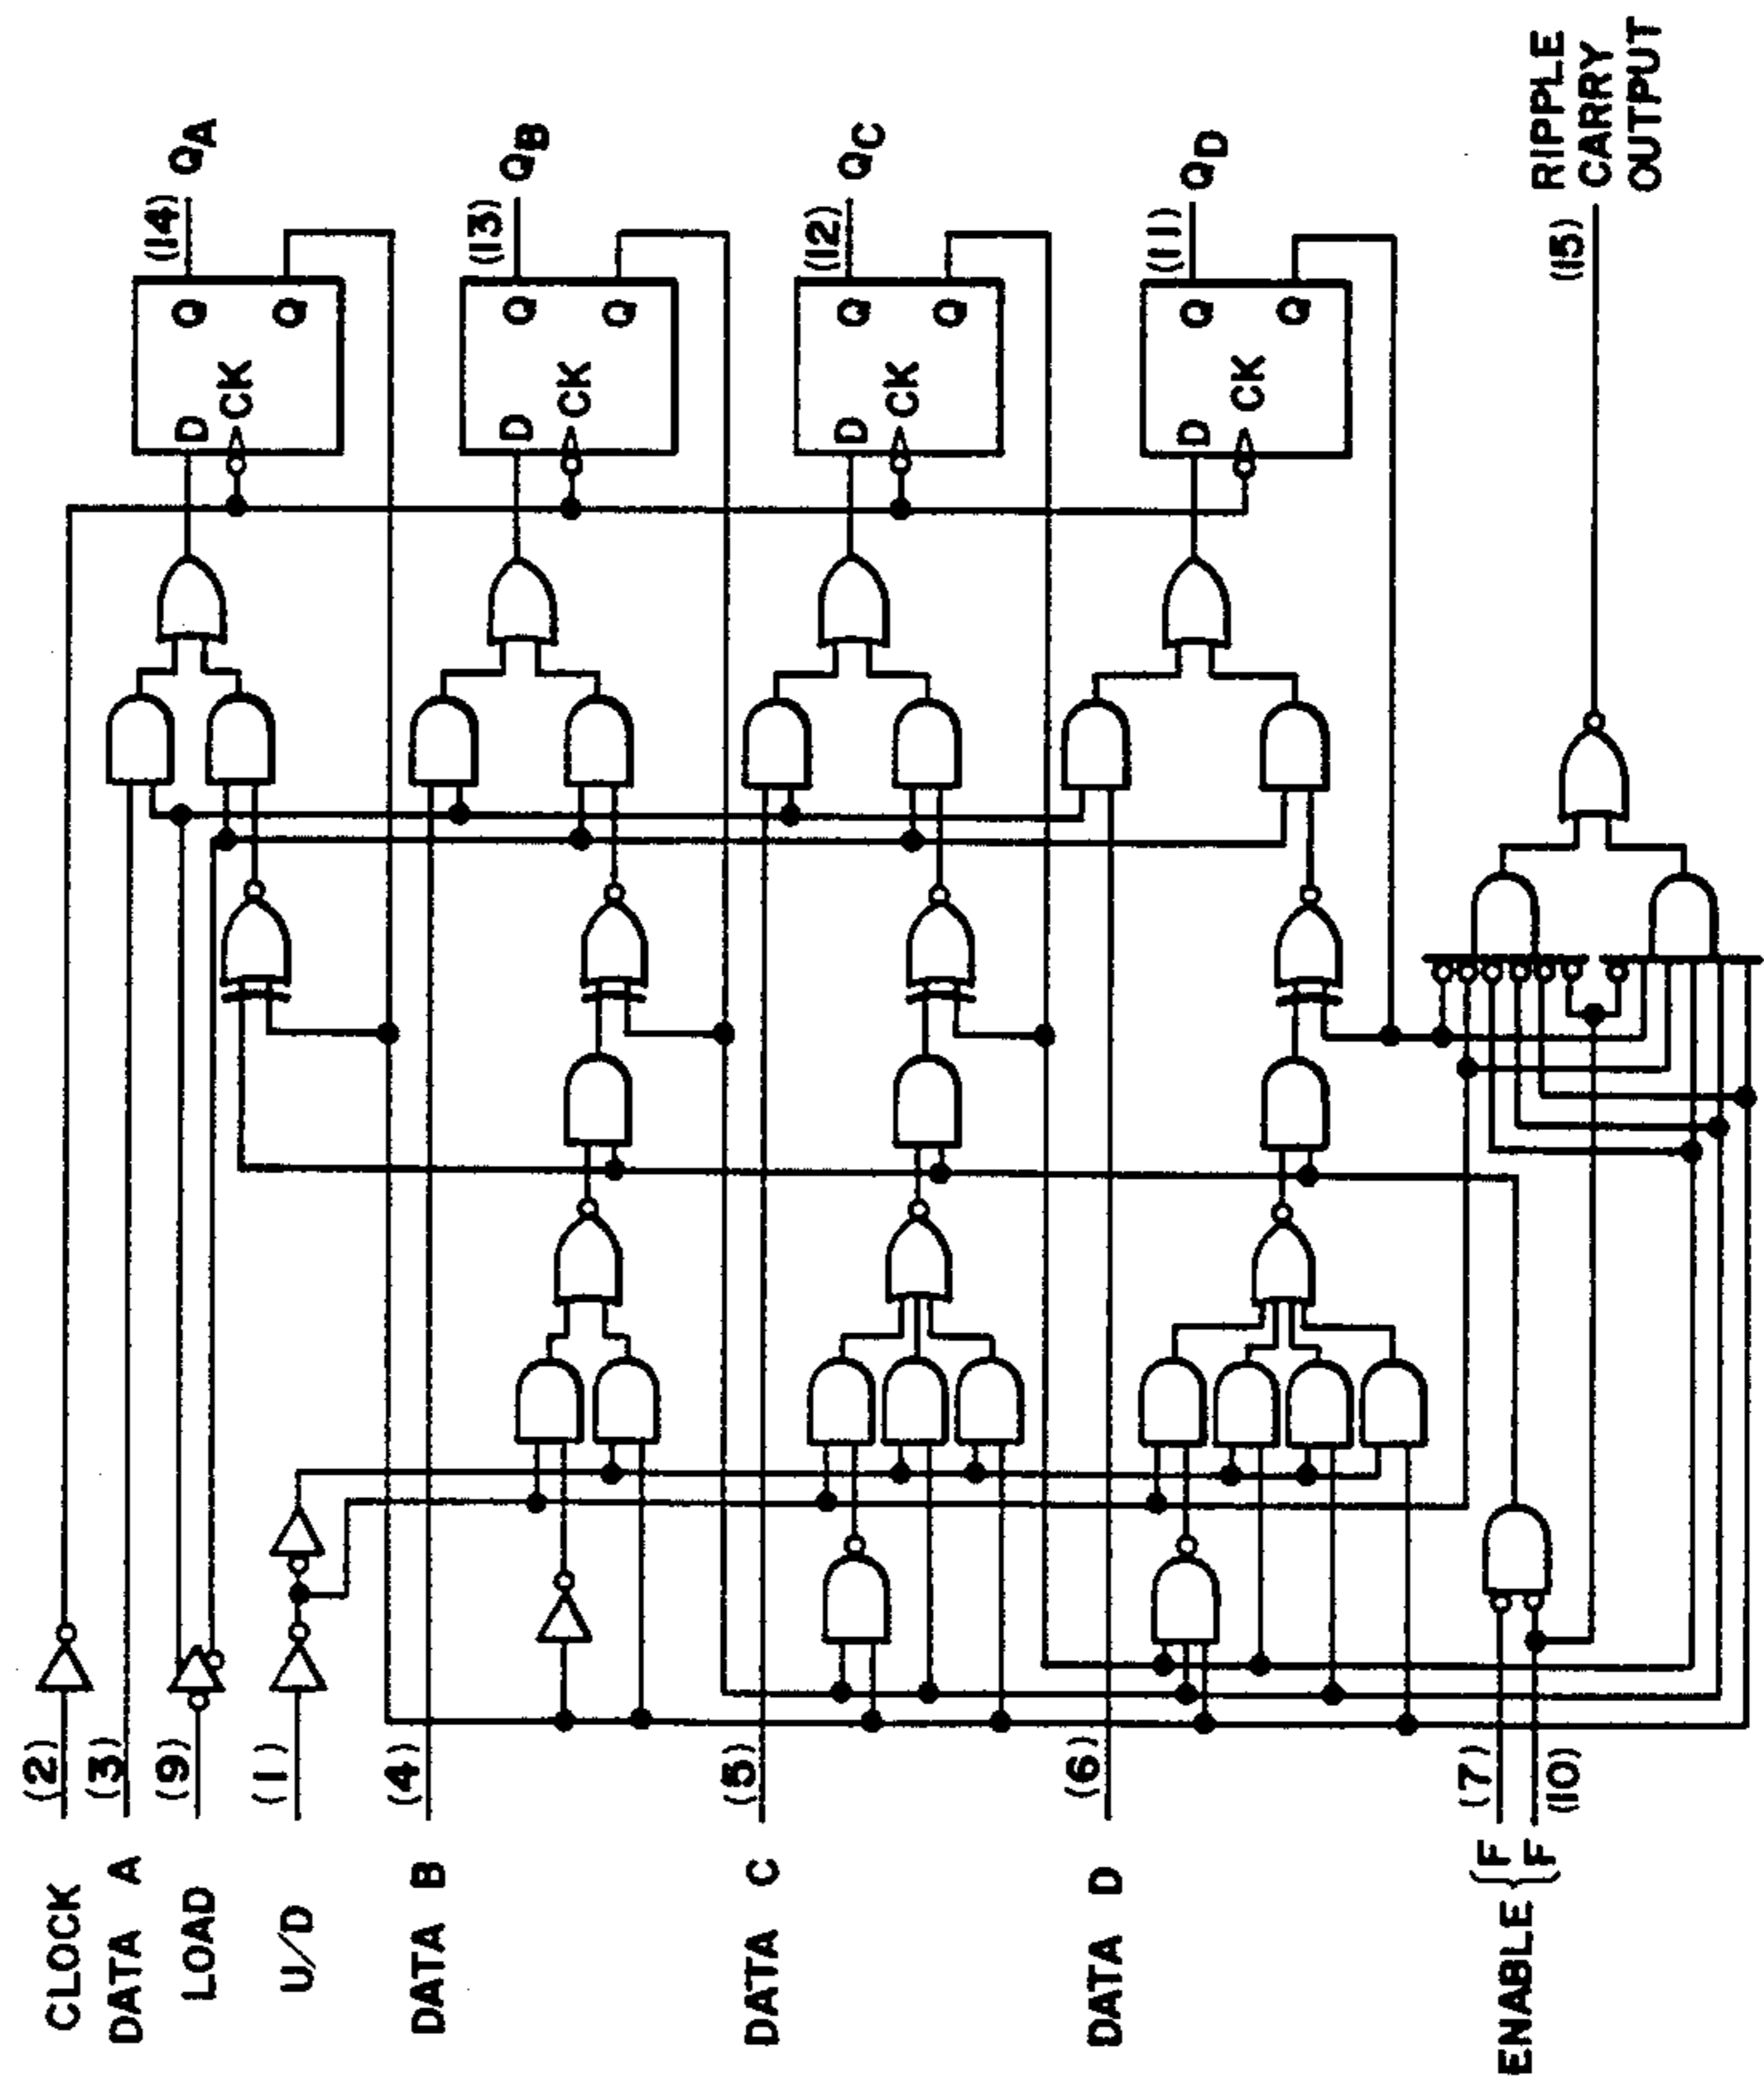 CLOCK (2)
DATA A (3)
LOAD (9)
U/D (1)
DATA B (4)
DATA C (5)
DATA D (6)
ENABLE { F (7)
F (10)
D Q (14) QA
CK
Q
D Q (13) QB
CK
Q
D Q (12) QC
CK
Q
D Q (11) QD
CK
Q
(15) RIPPLE
CARRY
OUTPUT